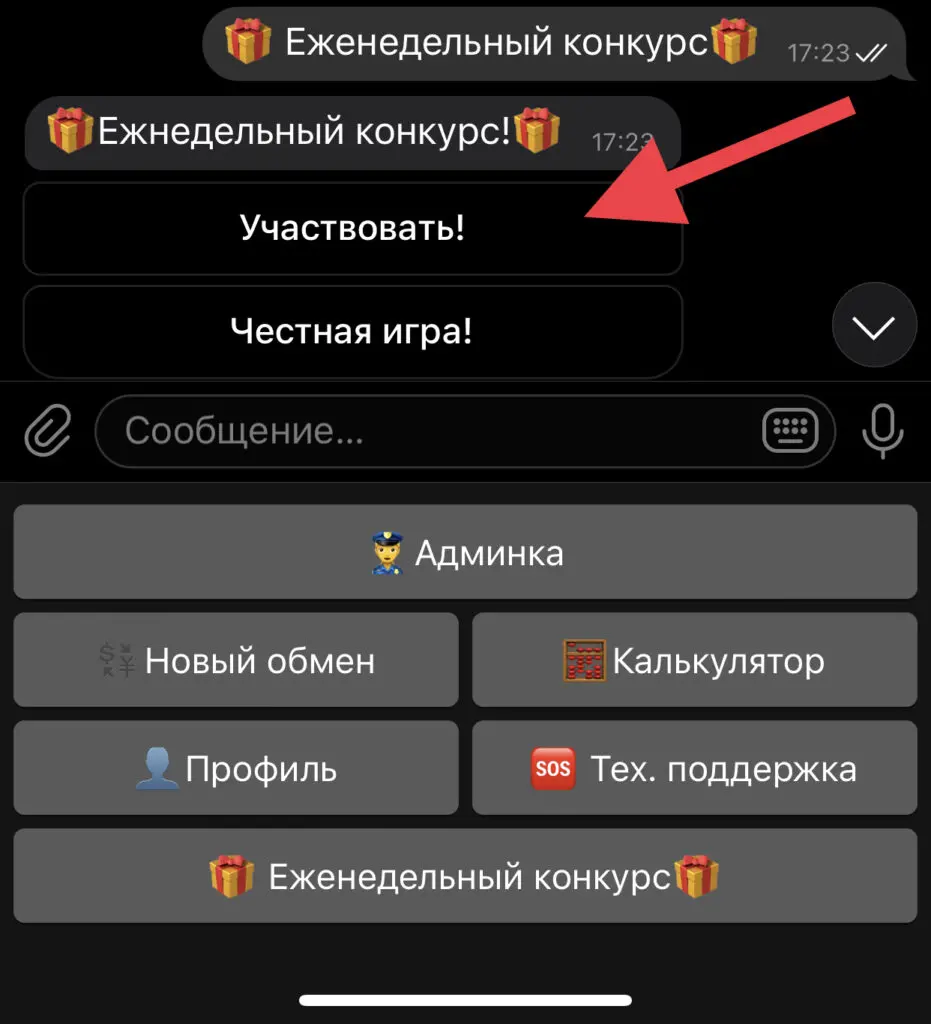 🎁 Еженедельный конкурс🎁 17:23
🎁Ежнедельный конкурс!🎁 17:23
Участвовать!
Честная игра!
Сообщение...
👮Админка
💱Новый обмен
🧮Калькулятор
👤Профиль
🆘 Тех. поддержка
🎁 Еженедельный конкурс🎁